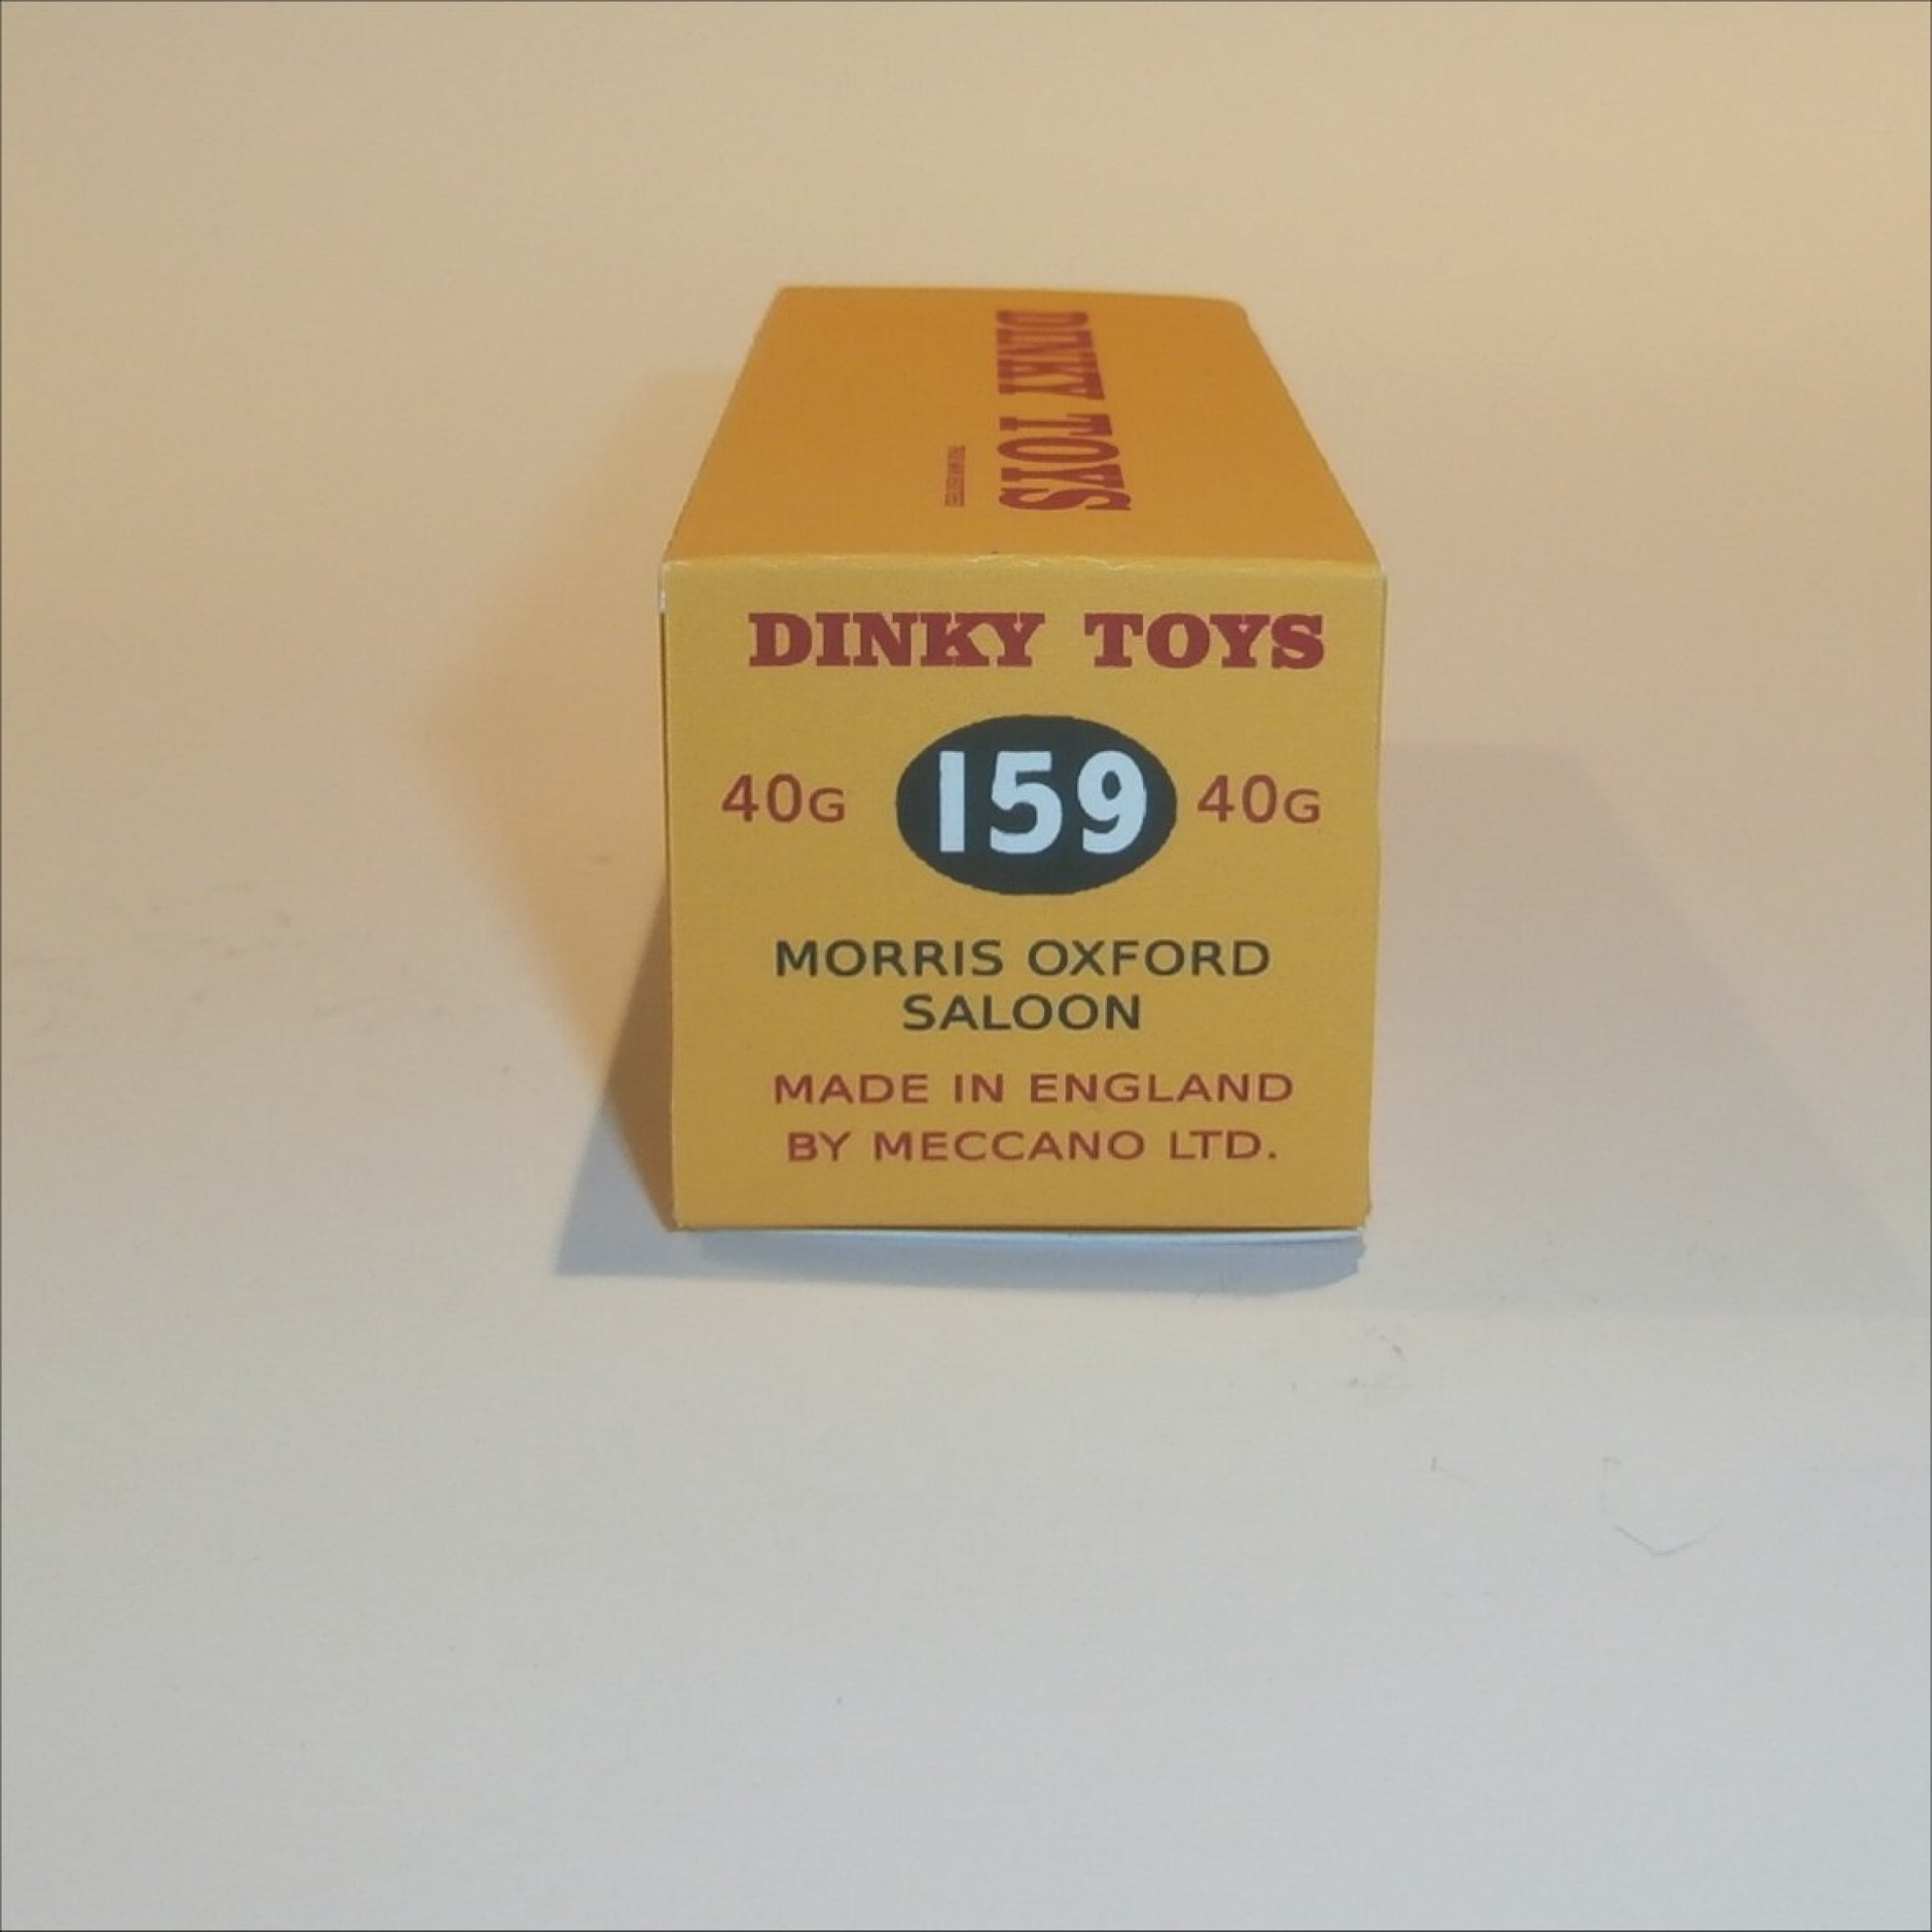 DINKY TOYS
DINKY TOYS
40G 159 40G
MORRIS OXFORD
SALOON
MADE IN ENGLAND
BY MECCANO LTD.